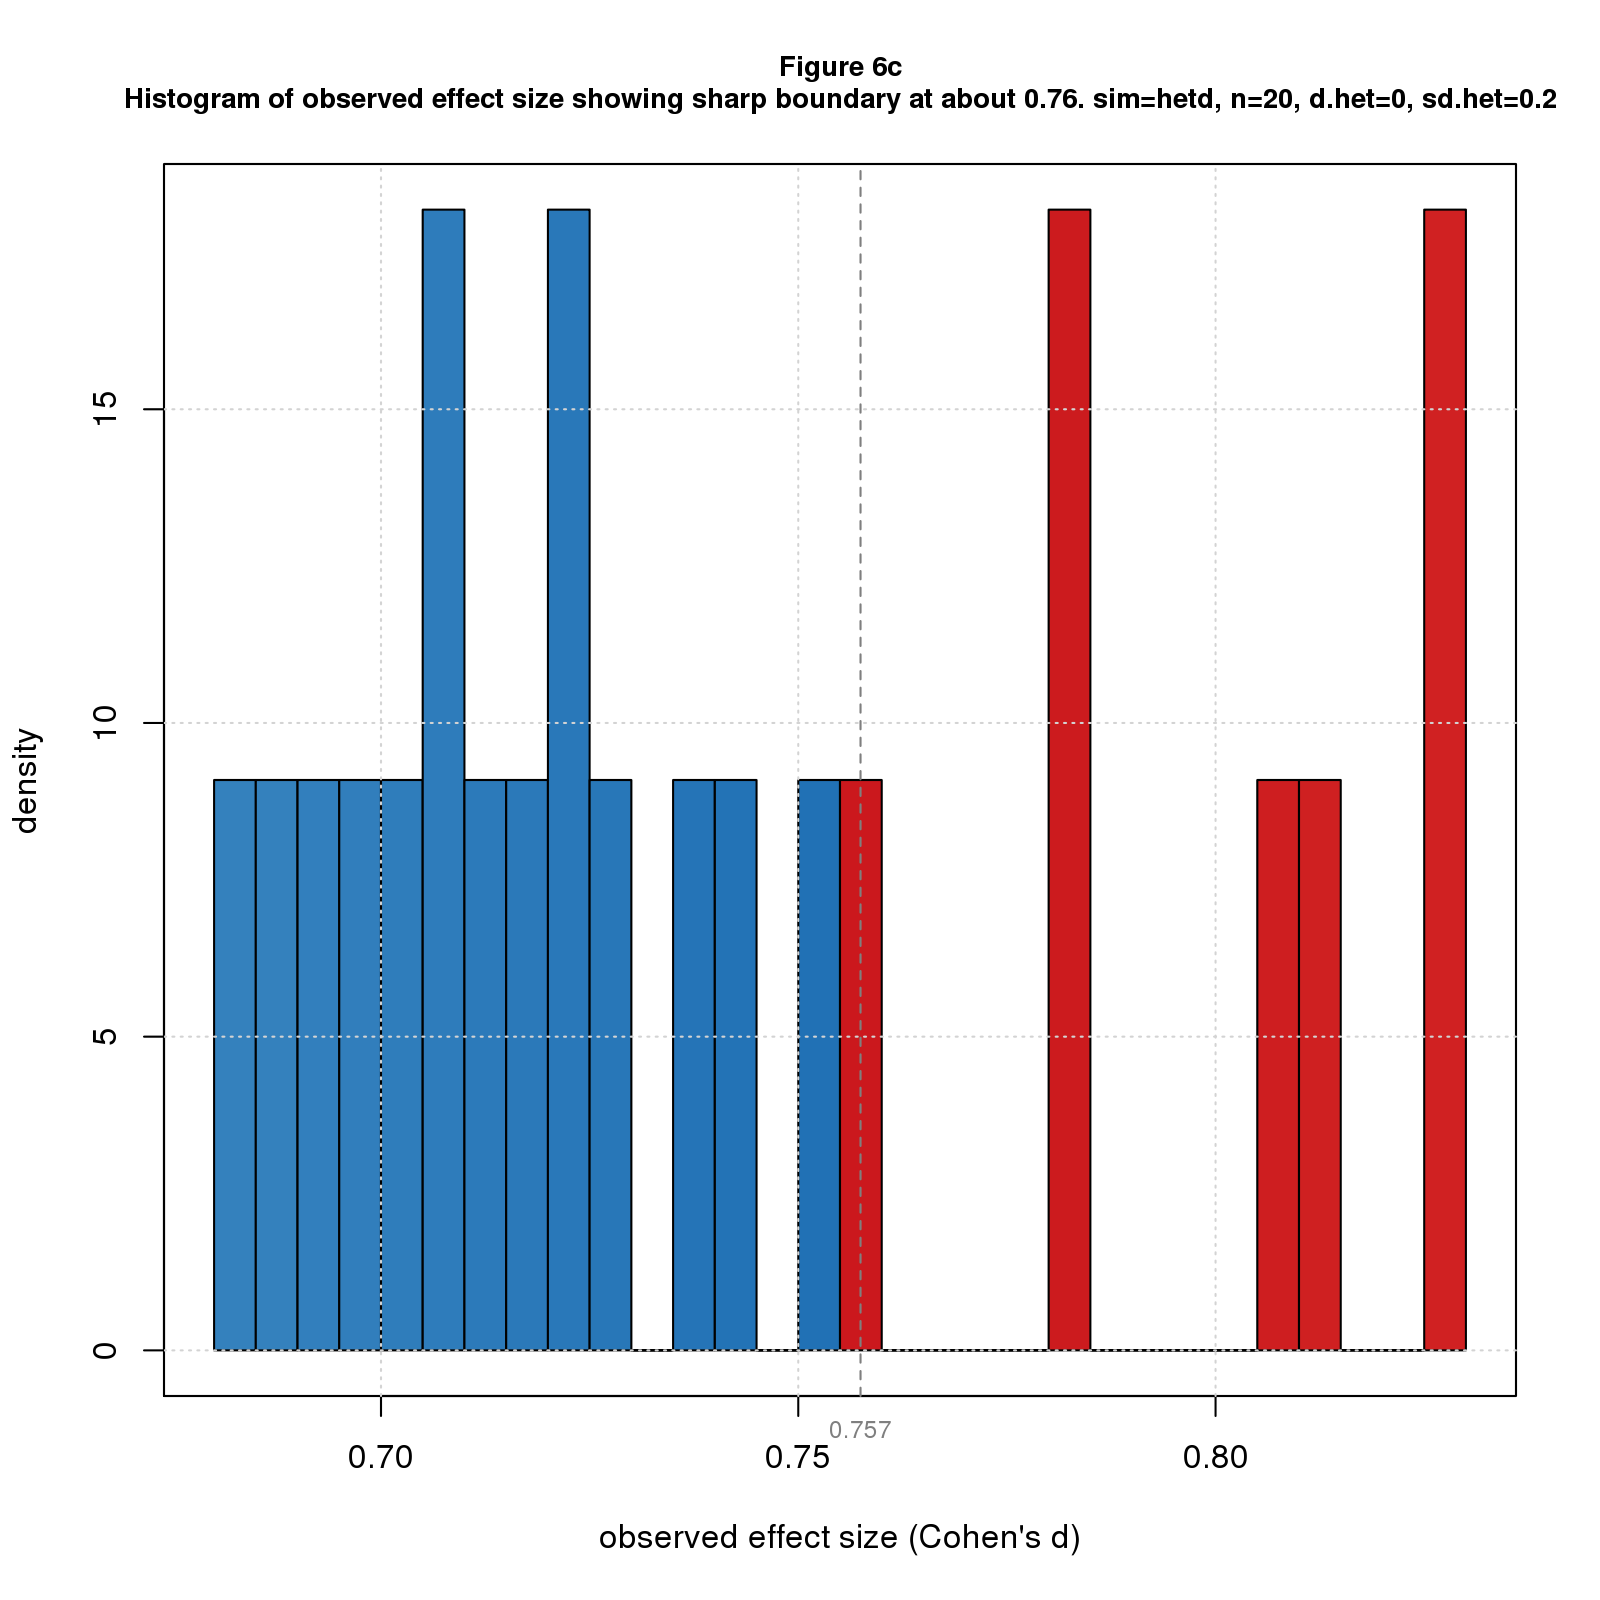 Figure 6c
Histogram of observed effect size showing sharp boundary at about 0.76. sim=hetd, n=20, d.het=0, sd.het=0.2
15
10
5
0
density
0.757
0.70 0.75 0.80
observed effect size (Cohen's d)